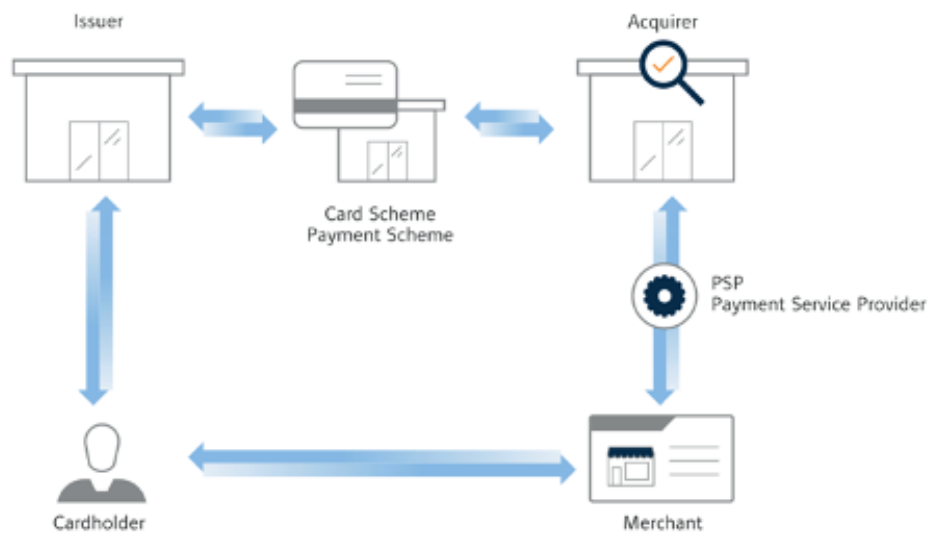 Issuer
Acquirer
Card Scheme
Payment Scheme
PSP
Payment Service Provider
Cardholder
Merchant